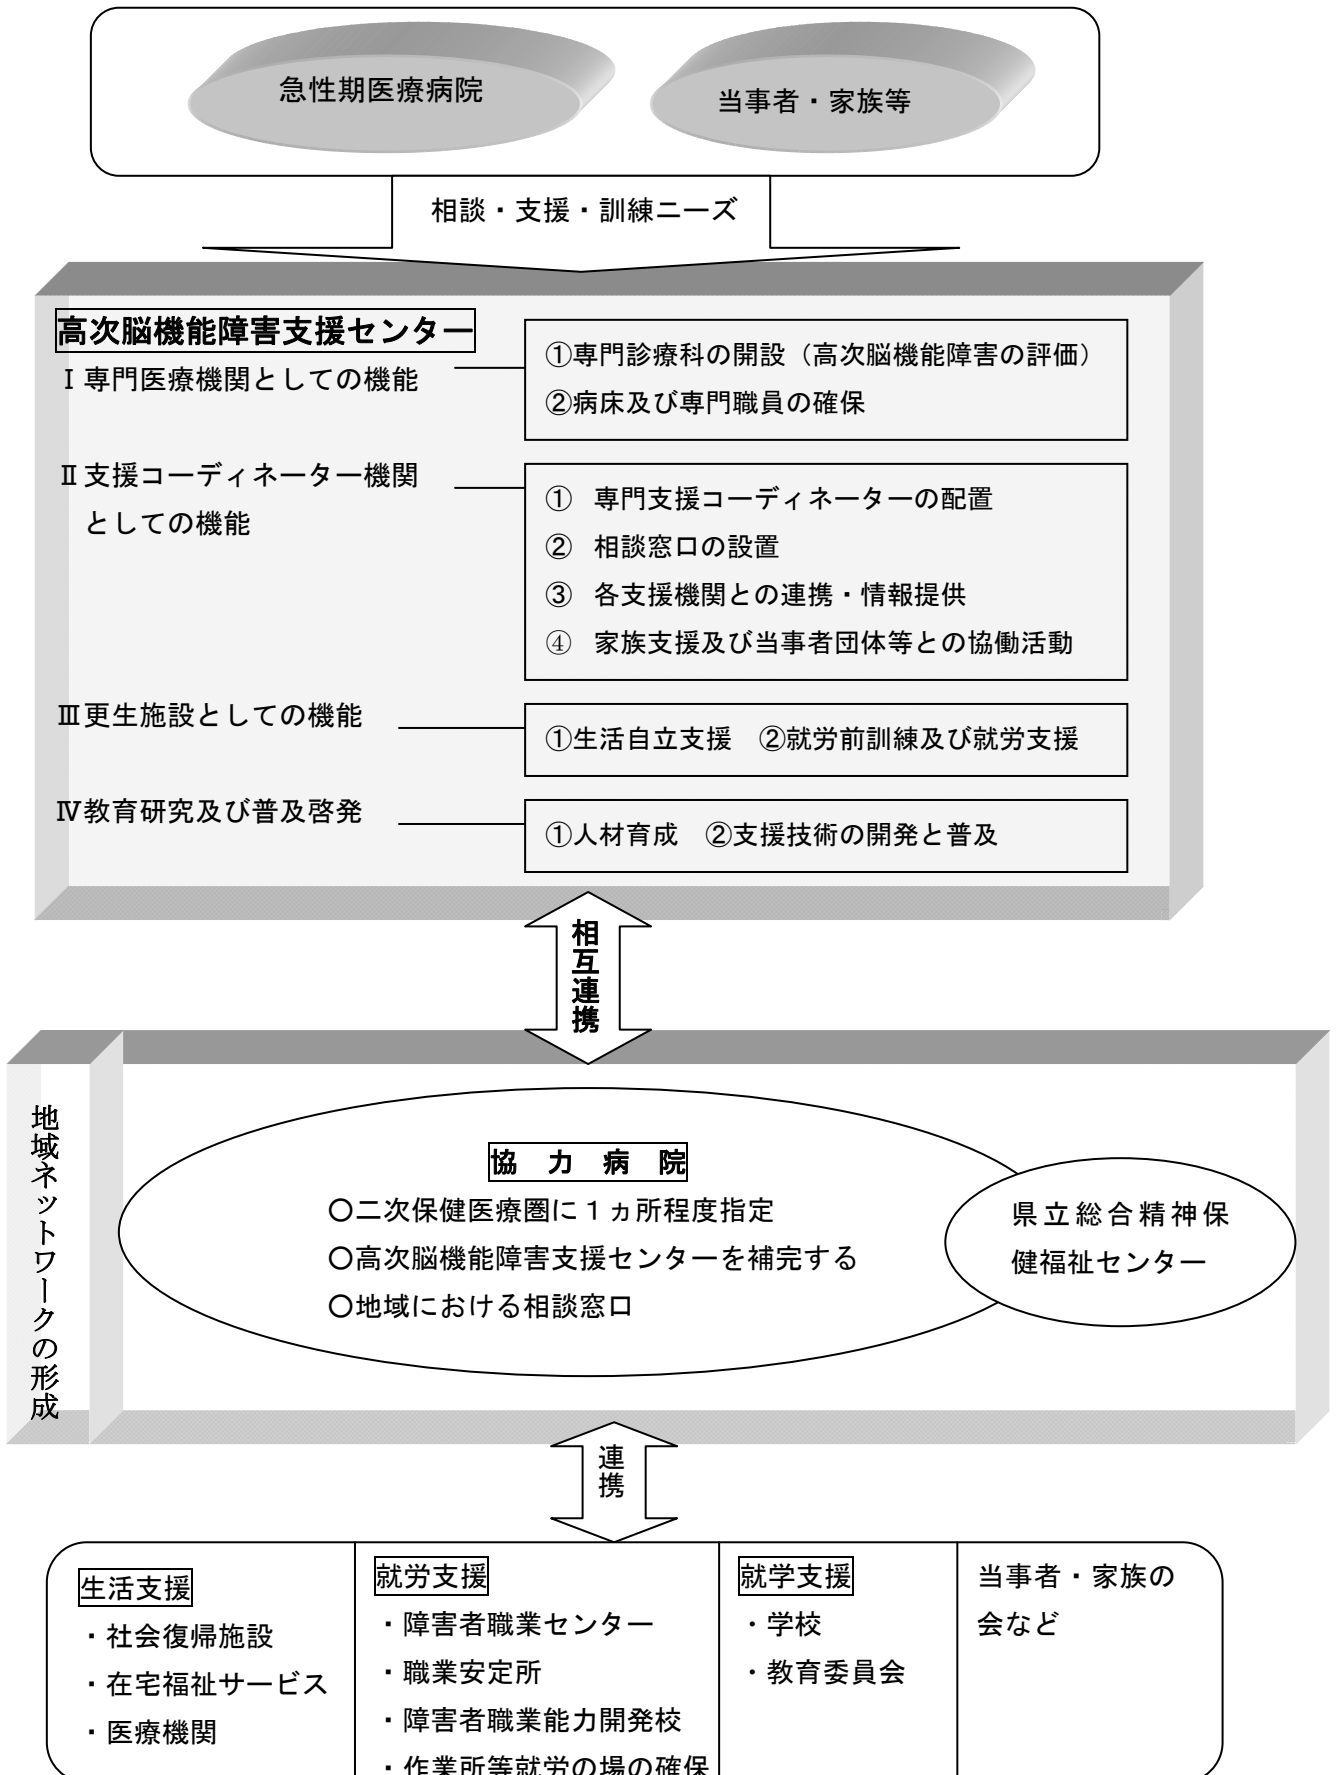 急性期医療病院
当事者・家族等
相談・支援・訓練ニーズ
高次脳機能障害支援センター
Ⅰ専門医療機関としての機能
①専門診療科の開設（高次脳機能障害の評価）
②病床及び専門職員の確保
Ⅱ支援コーディネーター機関
としての機能
①　専門支援コーディネーターの配置
②　相談窓口の設置
③　各支援機関との連携・情報提供
④　家族支援及び当事者団体等との協働活動
Ⅲ更生施設としての機能
①生活自立支援　②就労前訓練及び就労支援
Ⅳ教育研究及び普及啓発
①人材育成　②支援技術の開発と普及
相互連携
地域ネットワークの形成
協　力　病　院
〇二次保健医療圏に１ヵ所程度指定
〇高次脳機能障害支援センターを補完する
〇地域における相談窓口
県立総合精神保
健福祉センター
連携
生活支援
・社会復帰施設
・在宅福祉サービス
・医療機関
就労支援
・障害者職業センター
・職業安定所
・障害者職業能力開発校
・作業所等就労の場の確保
就学支援
・学校
・教育委員会
当事者・家族の
会など